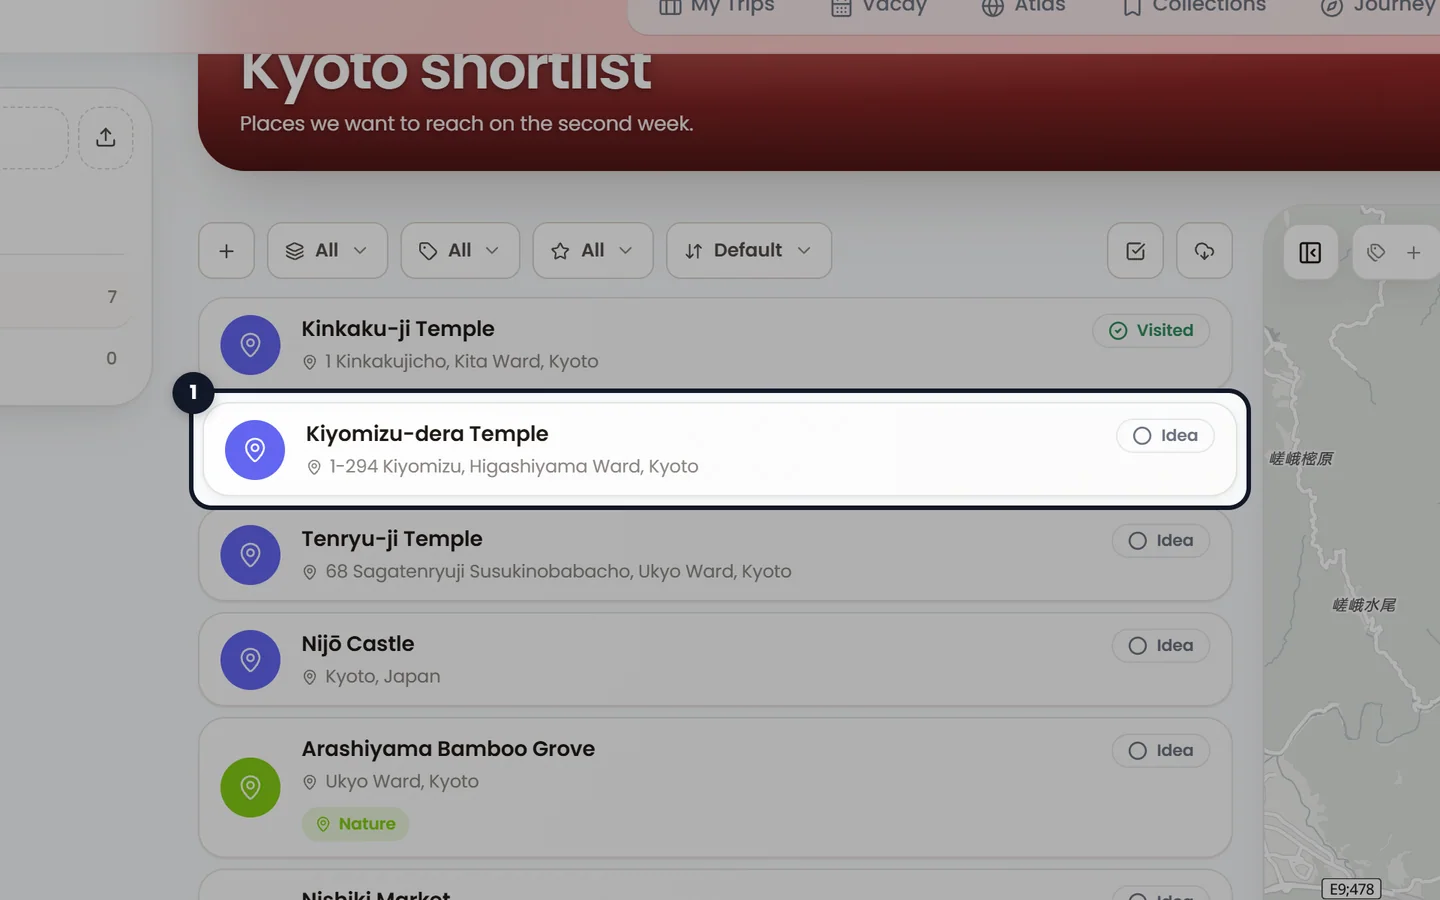 My Trips
Vacay
Atlas
Collections
Journey
Kyoto shortlist
Places we want to reach on the second week.
All
All
All
Default
7
0
Kinkaku-ji Temple
Visited
1 Kinkakujicho, Kita Ward, Kyoto
1
Kiyomizu-dera Temple
Idea
1-294 Kiyomizu, Higashiyama Ward, Kyoto
嵯峨樒原
Tenryu-ji Temple
Idea
68 Sagatenryuji Susukinobabacho, Ukyo Ward, Kyoto
嵯峨水尾
Nijō Castle
Idea
Kyoto, Japan
Arashiyama Bamboo Grove
Idea
Ukyo Ward, Kyoto
Nature
Nishiki Market
Idea
E9;478